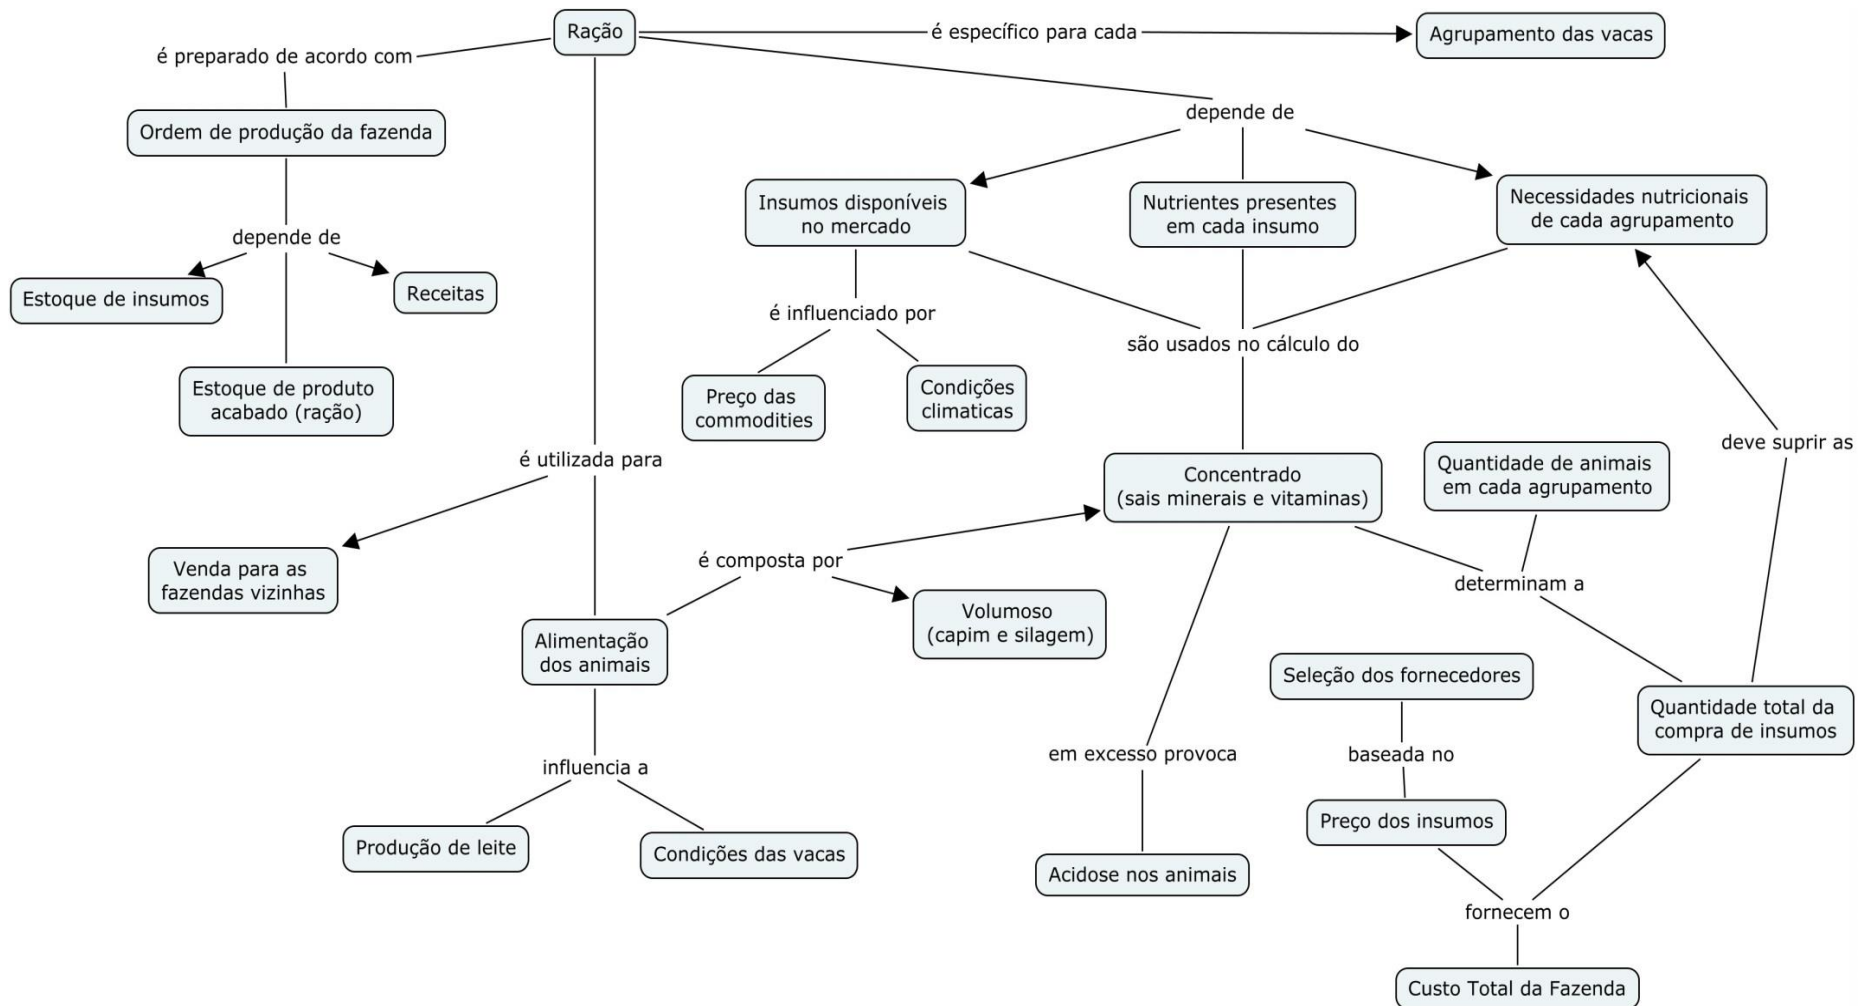 Ração
é específico para cada
Agrupamento das vacas
é preparado de acordo com
Ordem de produção da fazenda
depende de
depende de
Insumos disponíveis
no mercado
Nutrientes presentes
em cada insumo
Necessidades nutricionais
de cada agrupamento
Estoque de insumos
Receitas
é influenciado por
são usados no cálculo do
Estoque de produto
acabado (ração)
Preço das
commodities
Condições
climaticas
é utilizada para
Concentrado
(sais minerais e vitaminas)
Quantidade de animais
em cada agrupamento
deve suprir as
Venda para as
fazendas vizinhas
é composta por
determinam a
Volumoso
(capim e silagem)
Alimentação
dos animais
Seleção dos fornecedores
Quantidade total da
compra de insumos
influencia a
em excesso provoca
baseada no
Produção de leite
Condições das vacas
Preço dos insumos
Acidose nos animais
fornecem o
Custo Total da Fazenda